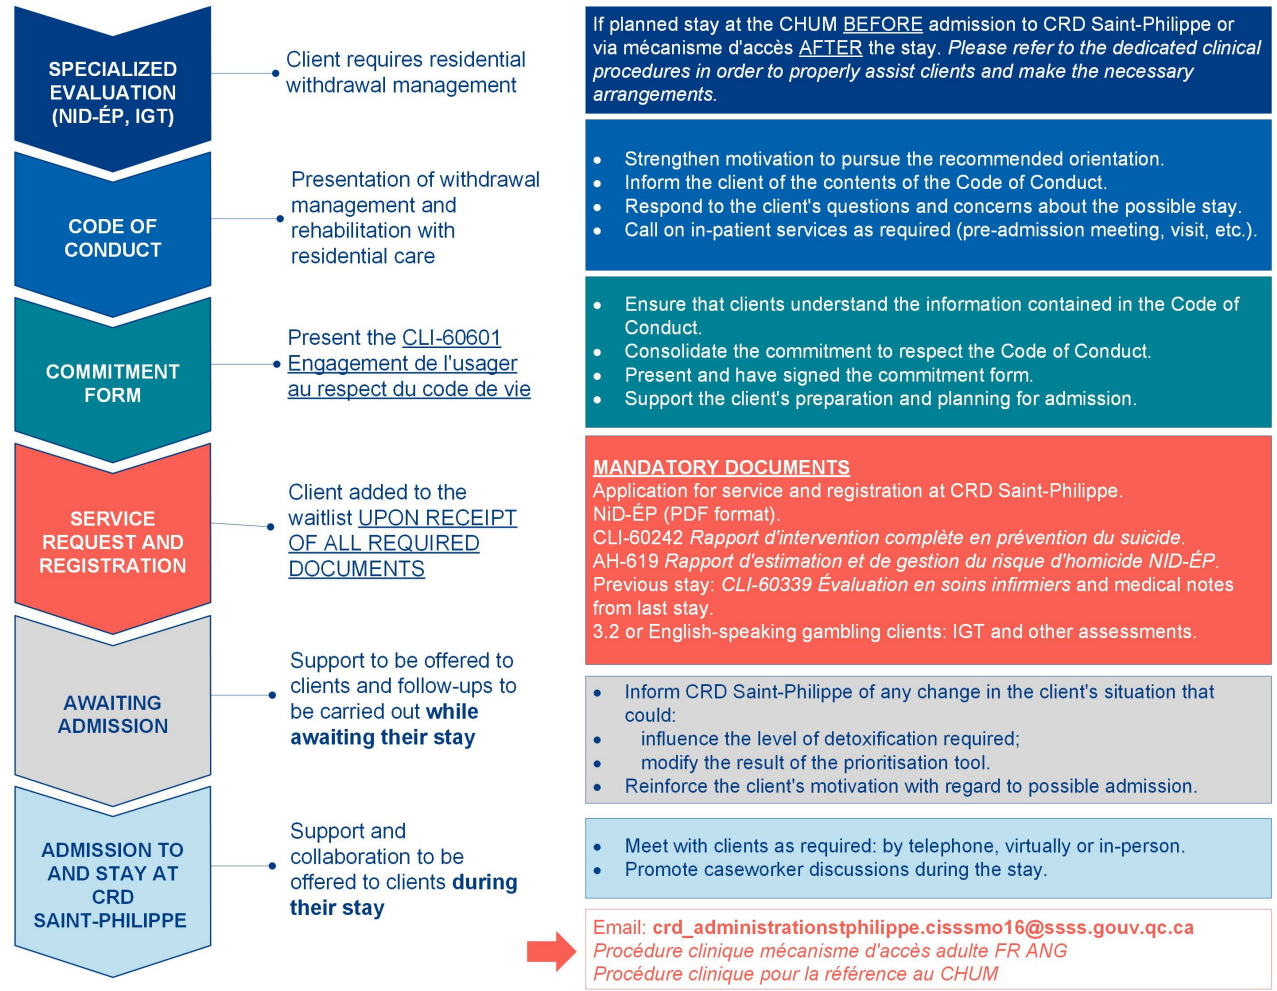 SPECIALIZED
EVALUATION
(NID-ÉP, IGT)
Client requires residential
withdrawal management
If planned stay at the CHUM BEFORE admission to CRD Saint-Philippe or
via mécanisme d'accès AFTER the stay. Please refer to the dedicated clinical
procedures in order to properly assist clients and make the necessary
arrangements.
CODE OF
CONDUCT
Presentation of withdrawal
management and
rehabilitation with
residential care
• Strengthen motivation to pursue the recommended orientation.
• Inform the client of the contents of the Code of Conduct.
• Respond to the client's questions and concerns about the possible stay.
• Call on in-patient services as required (pre-admission meeting, visit, etc.).
COMMITMENT
FORM
Present the CLI-60601
Engagement de l'usager
au respect du code de vie
• Ensure that clients understand the information contained in the Code of
Conduct.
• Consolidate the commitment to respect the Code of Conduct.
• Present and have signed the commitment form.
• Support the client's preparation and planning for admission.
SERVICE
REQUEST AND
REGISTRATION
Client added to the
waitlist UPON RECEIPT
OF ALL REQUIRED
DOCUMENTS
MANDATORY DOCUMENTS
Application for service and registration at CRD Saint-Philippe.
NiD-ÉP (PDF format).
CLI-60242 Rapport d'intervention complète en prévention du suicide.
AH-619 Rapport d'estimation et de gestion du risque d'homicide NID-ÉP.
Previous stay: CLI-60339 Évaluation en soins infirmiers and medical notes
from last stay.
3.2 or English-speaking gambling clients: IGT and other assessments.
AWAITING
ADMISSION
Support to be offered to
clients and follow-ups to
be carried out while
awaiting their stay
• Inform CRD Saint-Philippe of any change in the client's situation that
could:
• influence the level of detoxification required;
• modify the result of the prioritisation tool.
• Reinforce the client's motivation with regard to possible admission.
ADMISSION TO
AND STAY AT
CRD
SAINT-PHILIPPE
Support and
collaboration to be
offered to clients during
their stay
• Meet with clients as required: by telephone, virtually or in-person.
• Promote caseworker discussions during the stay.
Email: crd_administrationstphilippe.cisssmo16@ssss.gouv.qc.ca
Procédure clinique mécanisme d'accès adulte FR ANG
Procédure clinique pour la référence au CHUM